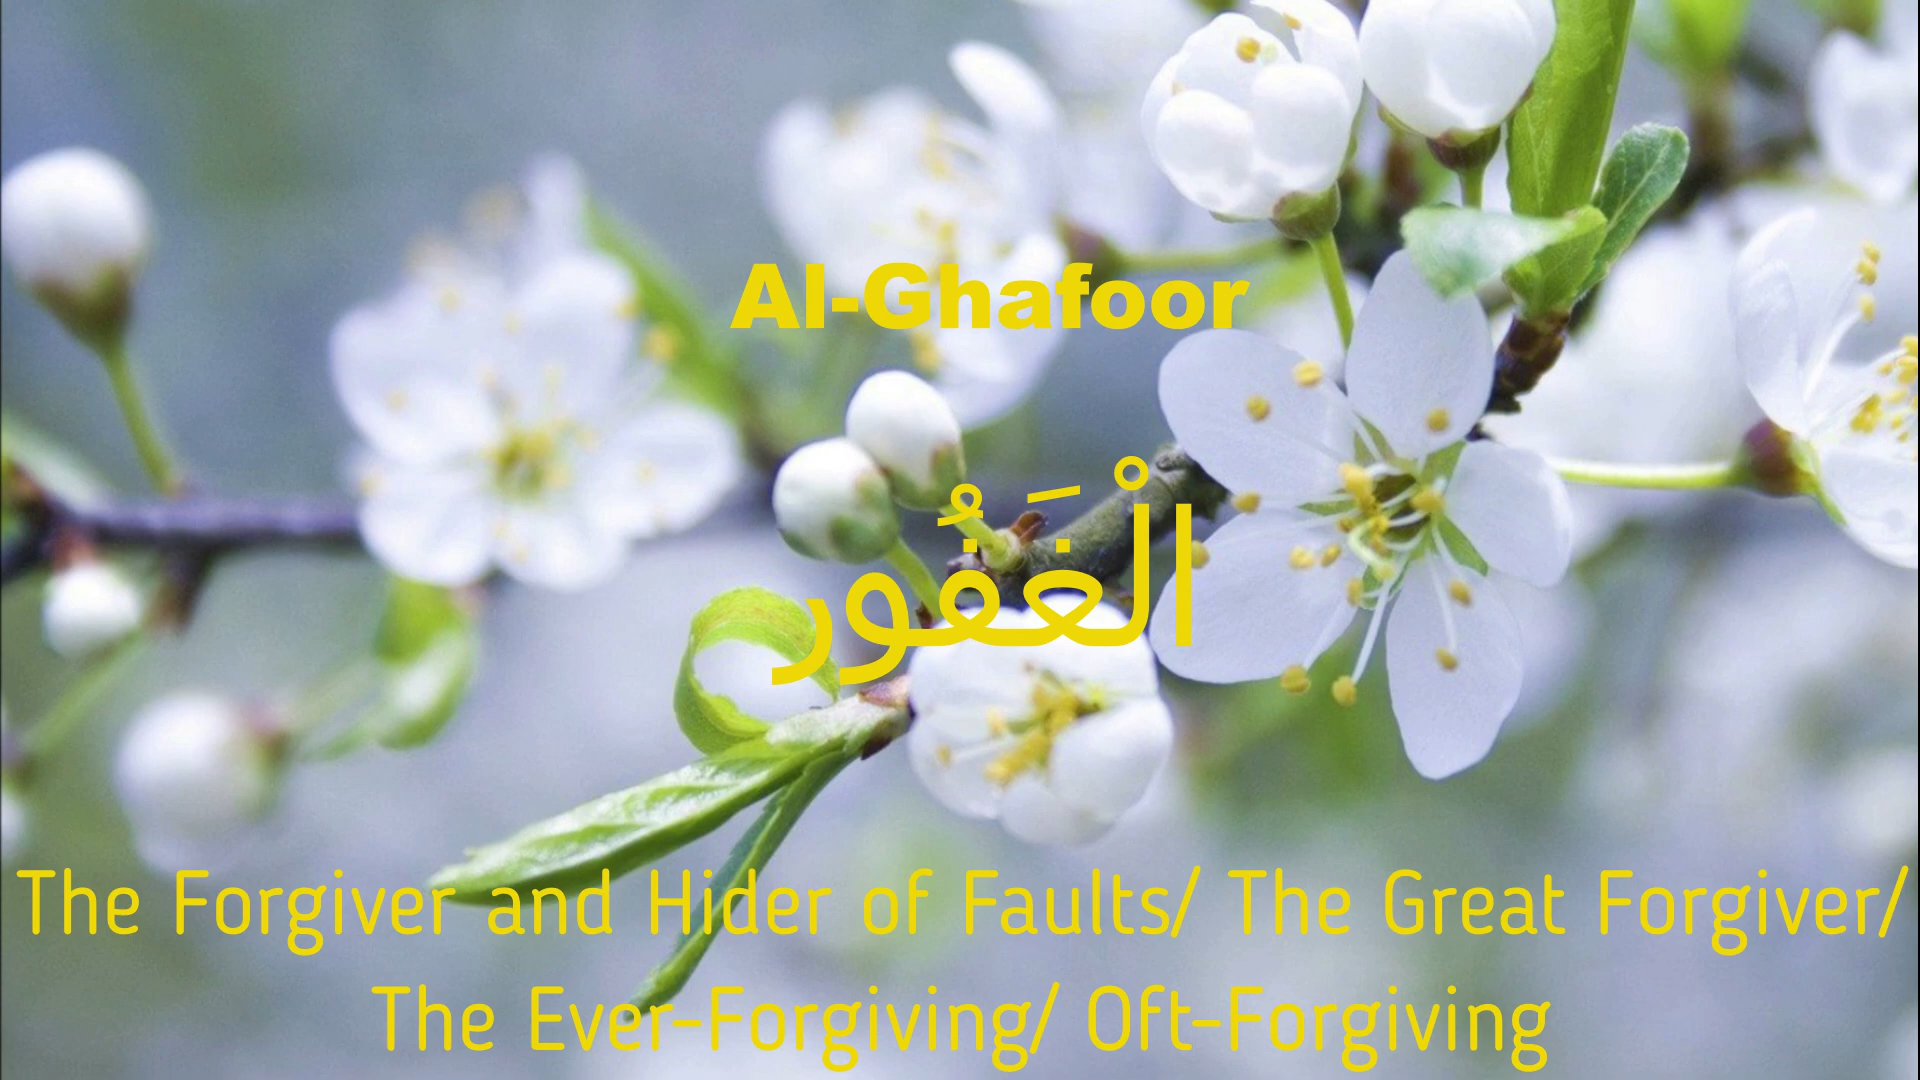 Al-Ghafoor
الْغَفُور
The Forgiver and Hider of Faults/ The Great Forgiver/
The Ever-Forgiving/ Oft-Forgiving